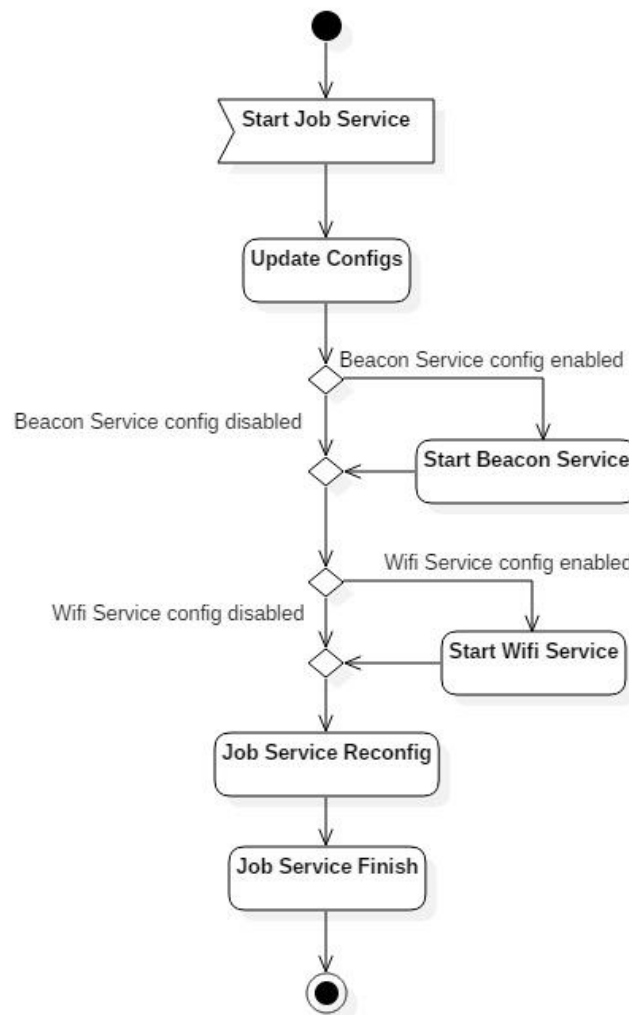 Start Job Service
Update Configs
Beacon Service config enabled
Beacon Service config disabled
Start Beacon Service
Wifi Service config enabled
Wifi Service config disabled
Start Wifi Service
Job Service Reconfig
Job Service Finish